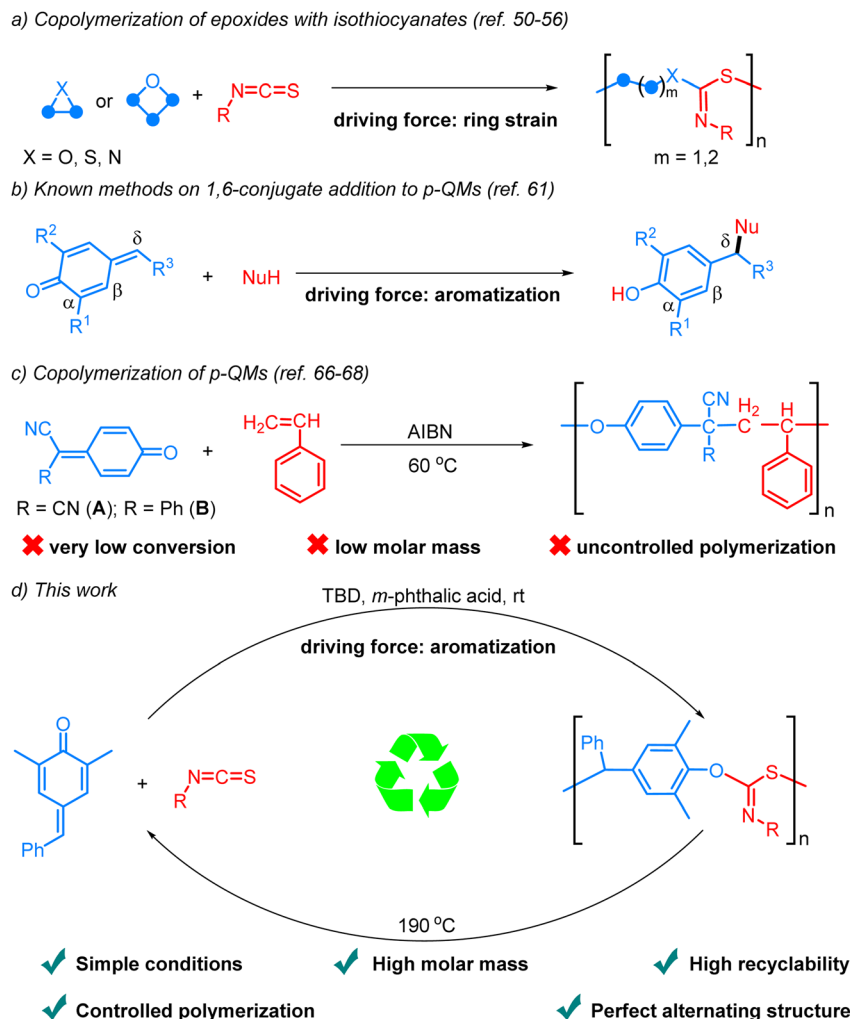 a) Copolymerization of epoxides with isothiocyanates (ref. 50-56)
X or O + N=C=S R
driving force: ring strain
X ( )m S N R n
X = O, S, N
m = 1,2
b) Known methods on 1,6-conjugate addition to p-QMs (ref. 61)
R2 δ R3 O α β R1 + NuH
driving force: aromatization
Nu R2 δ R3 HO α β R1
c) Copolymerization of p-QMs (ref. 66-68)
NC R O + H2C=CH
AIBN
60 °C
O CN R H2 C H C n
R = CN (A); R = Ph (B)
very low conversion
low molar mass
uncontrolled polymerization
d) This work
TBD, m-phthalic acid, rt
driving force: aromatization
O Ph + N=C=S R
Ph O S N R n
190 °C
Simple conditions
High molar mass
High recyclability
Controlled polymerization
Perfect alternating structure